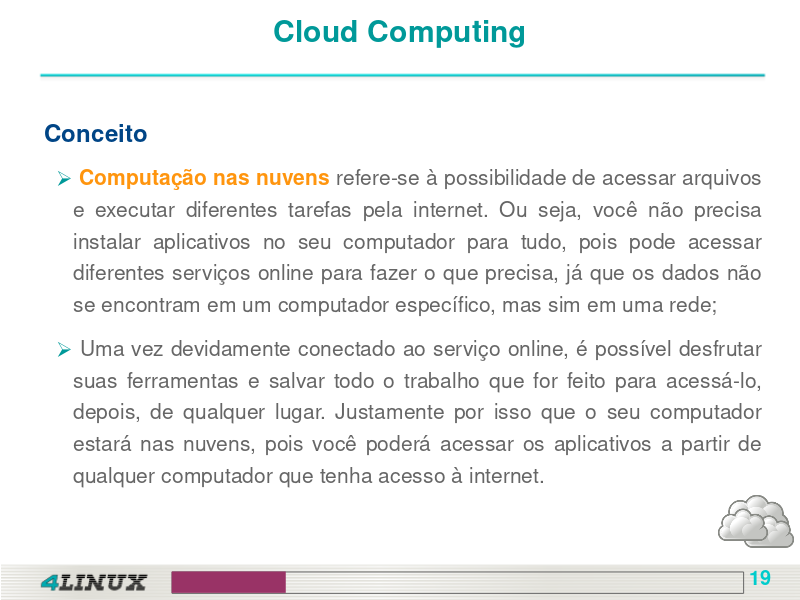 Cloud Computing
Conceito
Computação nas nuvens refere-se à possibilidade de acessar arquivos
e executar diferentes tarefas pela internet. Ou seja, você não precisa
instalar aplicativos no seu computador para tudo, pois pode acessar
diferentes serviços online para fazer o que precisa, já que os dados não
se encontram em um computador específico, mas sim em uma rede;
Uma vez devidamente conectado ao serviço online, é possível desfrutar
suas ferramentas e salvar todo o trabalho que for feito para acessá-lo,
depois, de qualquer lugar. Justamente por isso que o seu computador
estará nas nuvens, pois você poderá acessar os aplicativos a partir de
qualquer computador que tenha acesso à internet.
4LINUX
19